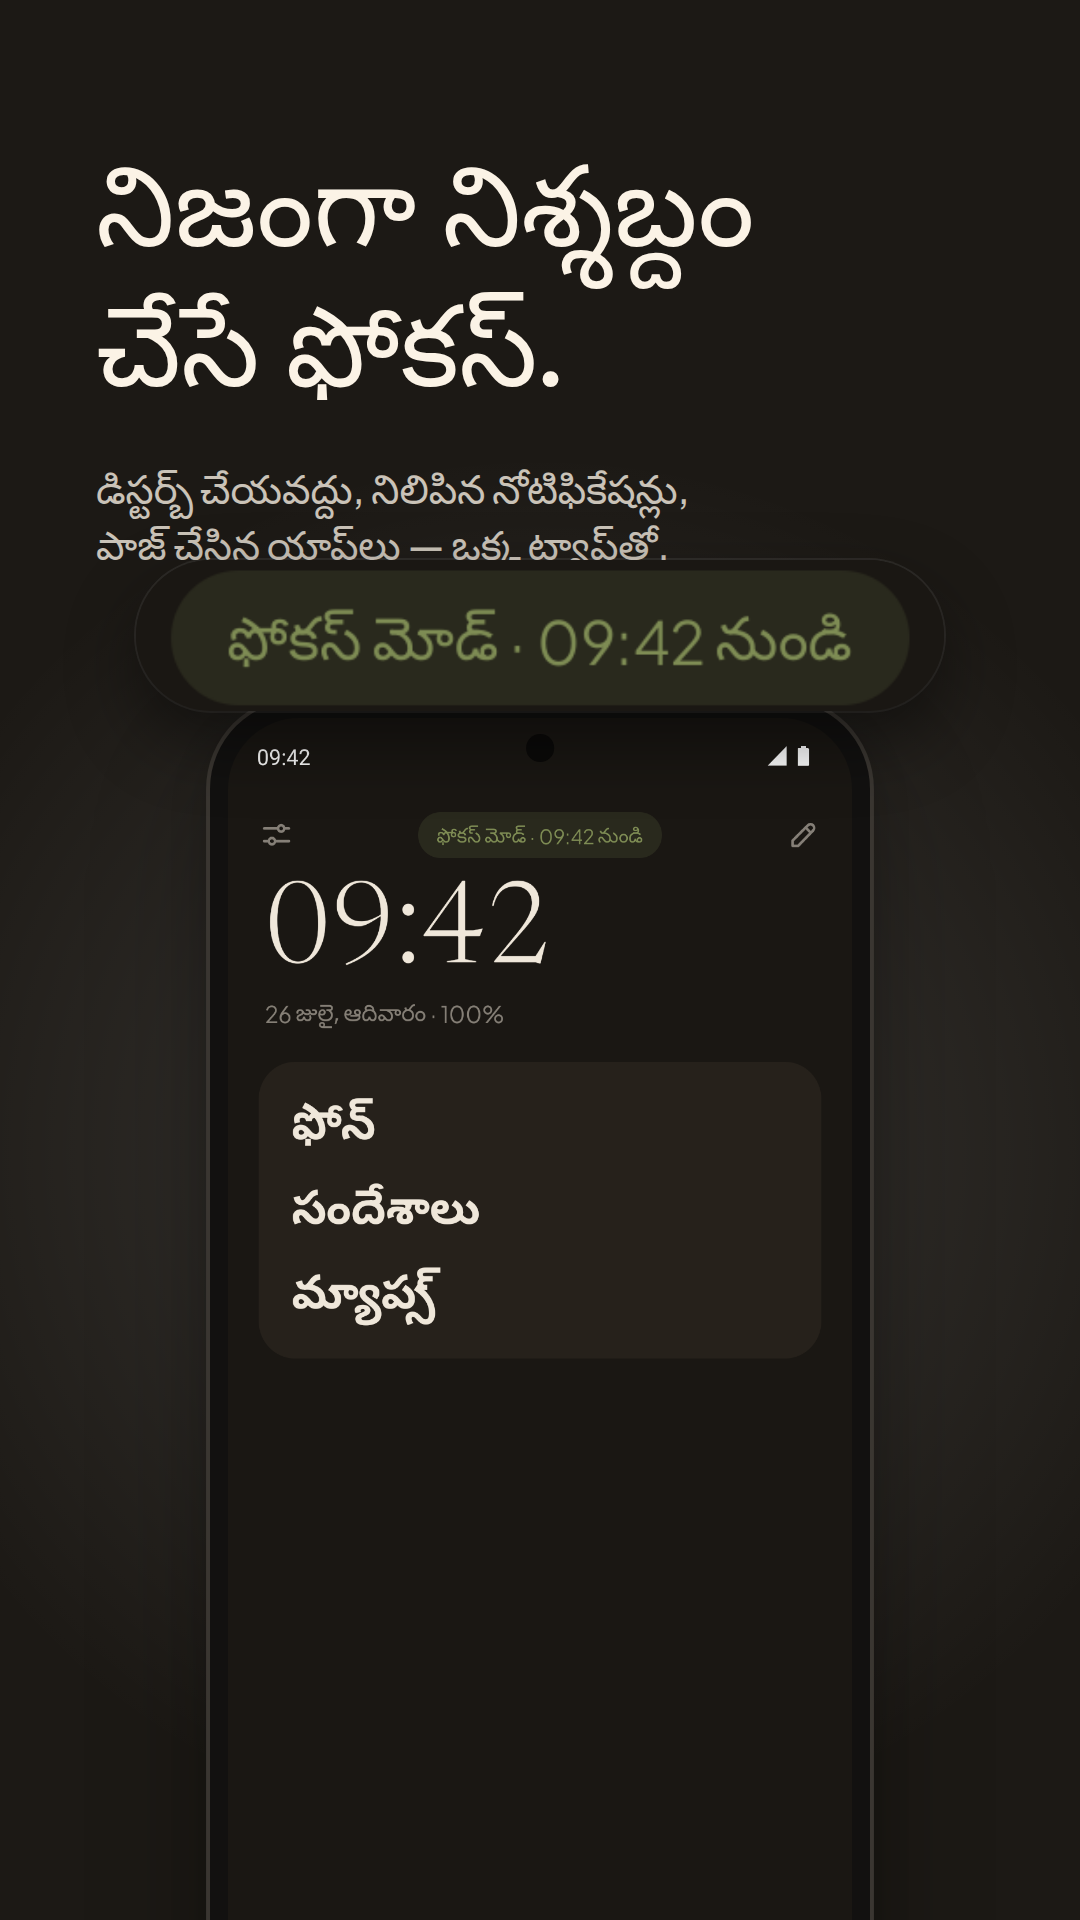 నిజంగా నిశ్శబ్దం
చేసే ఫోకస్.
డిస్టర్బ్ చేయవద్దు, నిలిపిన నోటిఫికేషన్లు,
పాజ్ చేసిన యాప్‌లు — ఒక్క ట్యాప్‌తో.
ఫోకస్ మోడ్ · 09:42 నుండి
09:42
ఫోకస్ మోడ్ · 09:42 నుండి
09:42
26 జులై, ఆదివారం · 100%
ఫోన్
సందేశాలు
మ్యాప్స్